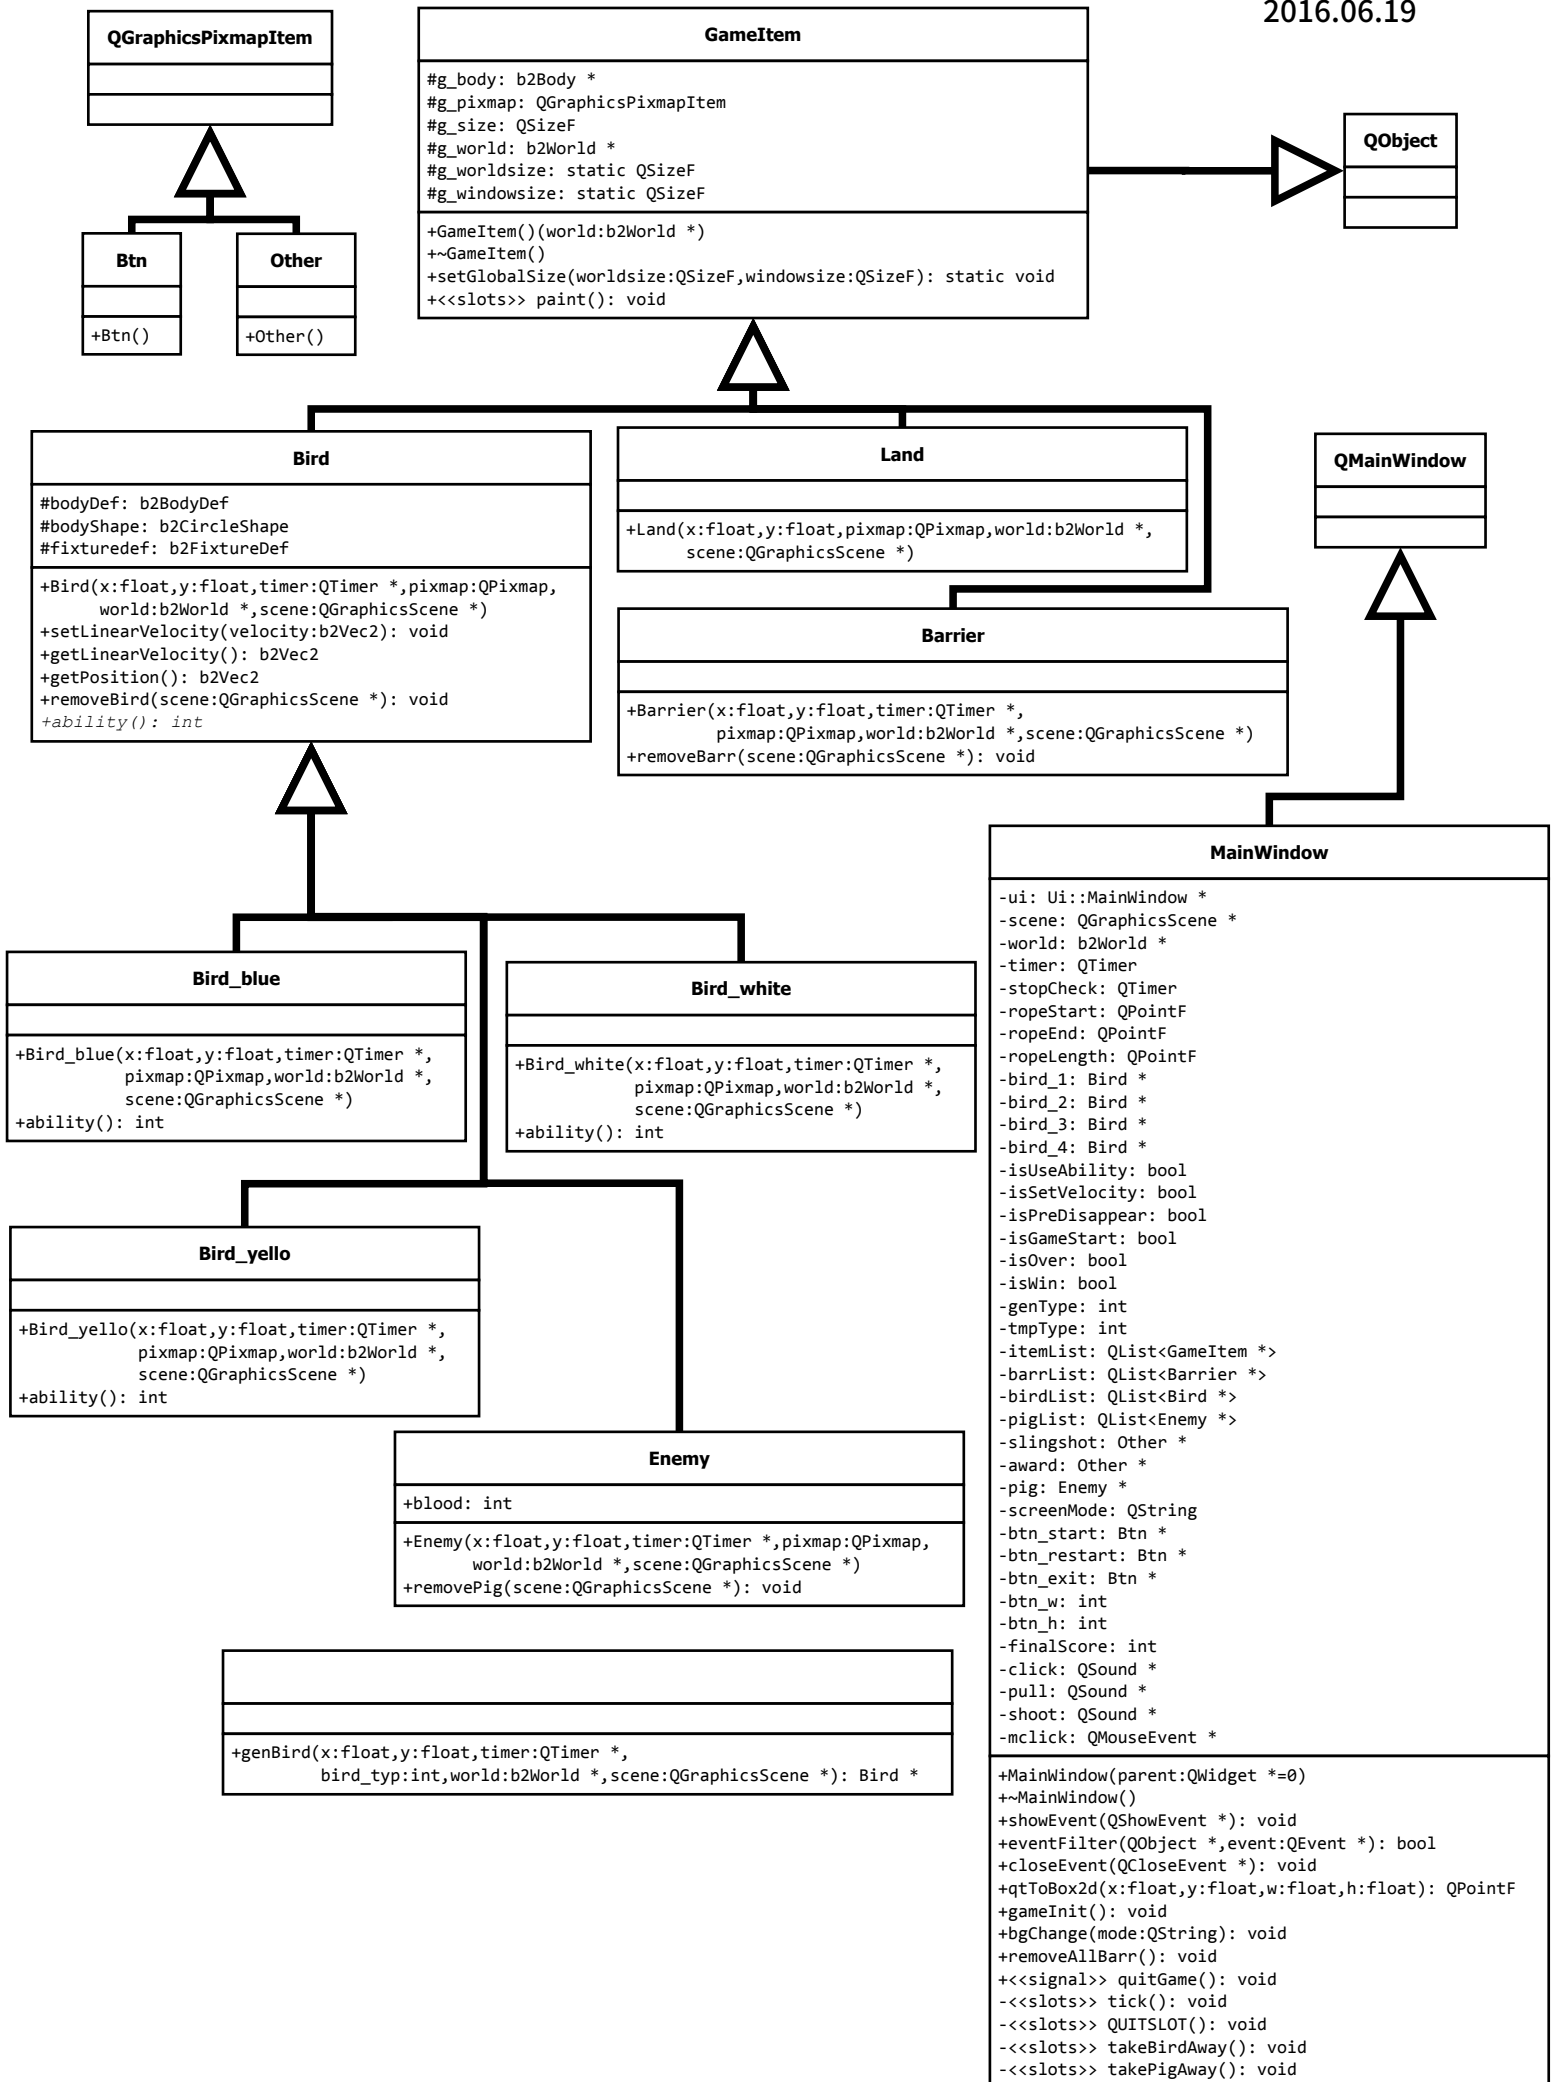 2016.06.19
QGraphicsPixmapItem
Btn
+Btn()
Other
+Other()
GameItem
#g_body: b2Body *
#g_pixmap: QGraphicsPixmapItem
#g_size: QSizeF
#g_world: b2World *
#g_worldsize: static QSizeF
#g_windowsize: static QSizeF
+GameItem()(world:b2World *)
+~GameItem()
+setGlobalSize(worldsize:QSizeF,windowsize:QSizeF): static void
+<<slots>> paint(): void
QObject
Bird
#bodyDef: b2BodyDef
#bodyShape: b2CircleShape
#fixturedef: b2FixtureDef
+Bird(x:float,y:float,timer:QTimer *,pixmap:QPixmap,
world:b2World *,scene:QGraphicsScene *)
+setLinearVelocity(velocity:b2Vec2): void
+getLinearVelocity(): b2Vec2
+getPosition(): b2Vec2
+removeBird(scene:QGraphicsScene *): void
+ability(): int
Land
+Land(x:float,y:float,pixmap:QPixmap,world:b2World *,
scene:QGraphicsScene *)
Barrier
+Barrier(x:float,y:float,timer:QTimer *,
pixmap:QPixmap,world:b2World *,scene:QGraphicsScene *)
+removeBarr(scene:QGraphicsScene *): void
QMainWindow
Bird_blue
+Bird_blue(x:float,y:float,timer:QTimer *,
pixmap:QPixmap,world:b2World *,
scene:QGraphicsScene *)
+ability(): int
Bird_white
+Bird_white(x:float,y:float,timer:QTimer *,
pixmap:QPixmap,world:b2World *,
scene:QGraphicsScene *)
+ability(): int
Bird_yello
+Bird_yello(x:float,y:float,timer:QTimer *,
pixmap:QPixmap,world:b2World *,
scene:QGraphicsScene *)
+ability(): int
Enemy
+blood: int
+Enemy(x:float,y:float,timer:QTimer *,pixmap:QPixmap,
world:b2World *,scene:QGraphicsScene *)
+removePig(scene:QGraphicsScene *): void
+genBird(x:float,y:float,timer:QTimer *,
bird_typ:int,world:b2World *,scene:QGraphicsScene *): Bird *
MainWindow
-ui: Ui::MainWindow *
-scene: QGraphicsScene *
-world: b2World *
-timer: QTimer
-stopCheck: QTimer
-ropeStart: QPointF
-ropeEnd: QPointF
-ropeLength: QPointF
-bird_1: Bird *
-bird_2: Bird *
-bird_3: Bird *
-bird_4: Bird *
-isUseAbility: bool
-isSetVelocity: bool
-isPreDisappear: bool
-isGameStart: bool
-isOver: bool
-isWin: bool
-genType: int
-tmpType: int
-itemList: QList<GameItem *>
-barrList: QList<Barrier *>
-birdList: QList<Bird *>
-pigList: QList<Enemy *>
-slingshot: Other *
-award: Other *
-pig: Enemy *
-screenMode: QString
-btn_start: Btn *
-btn_restart: Btn *
-btn_exit: Btn *
-btn_w: int
-btn_h: int
-finalScore: int
-click: QSound *
-pull: QSound *
-shoot: QSound *
-mclick: QMouseEvent *
+MainWindow(parent:QWidget *=0)
+~MainWindow()
+showEvent(QShowEvent *): void
+eventFilter(QObject *,event:QEvent *): bool
+closeEvent(QCloseEvent *): void
+qtToBox2d(x:float,y:float,w:float,h:float): QPointF
+gameInit(): void
+bgChange(mode:QString): void
+removeAllBarr(): void
+<<signal>> quitGame(): void
-<<slots>> tick(): void
-<<slots>> QUITSLOT(): void
-<<slots>> takeBirdAway(): void
-<<slots>> takePigAway(): void